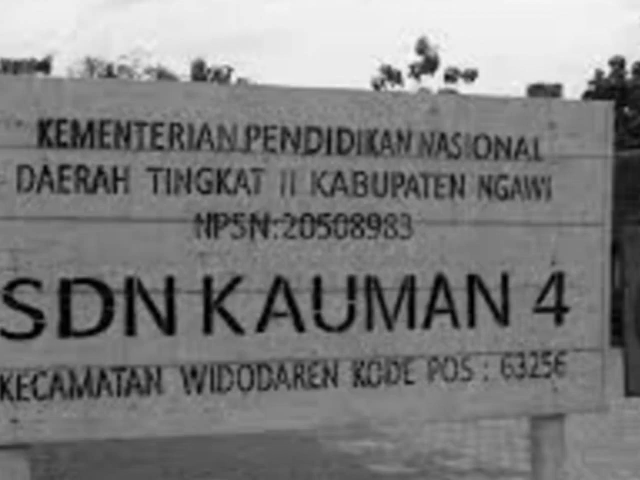 KEMENTERIAN PENDIDIKAN NASIONAL
DAERAH TINGKAT II KABUPATEN NGAWI
NPSN:20508983
SDN KAUMAN 4
KECAMATAN WIDODAREN KODE POS : 63256